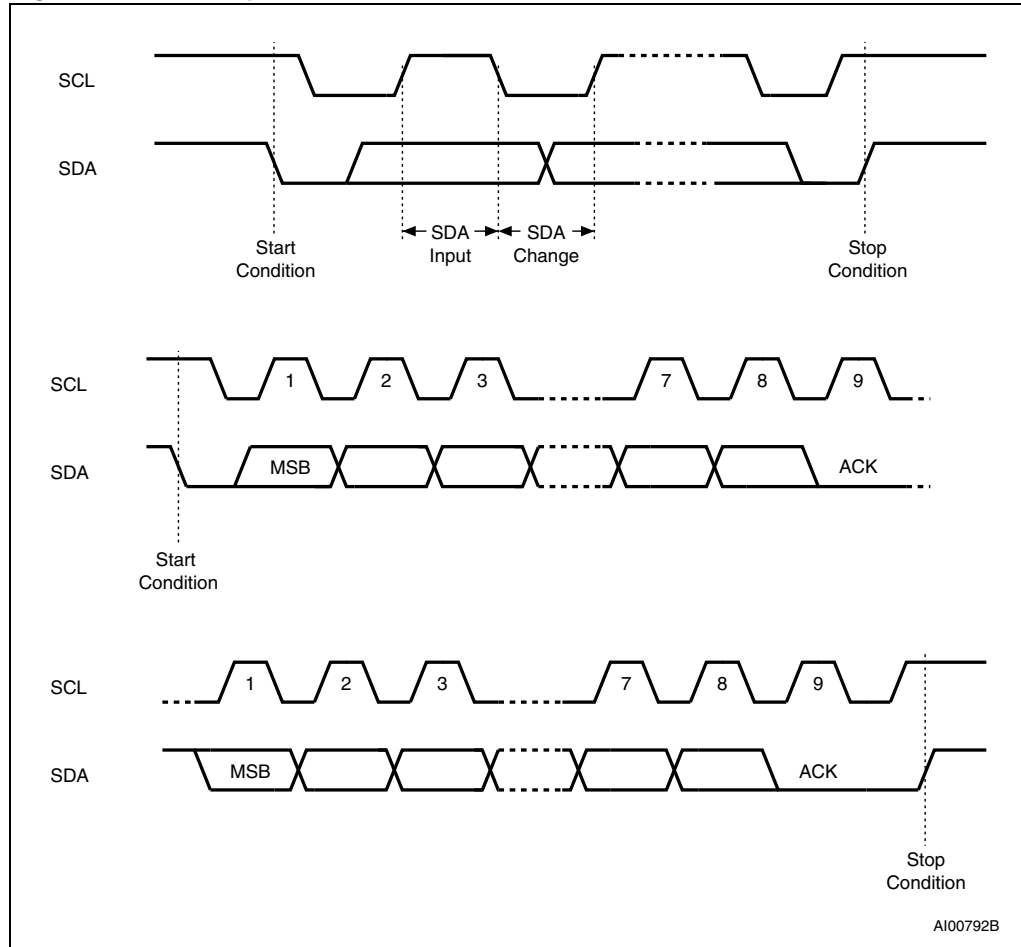 SCL
SDA
SDA
Input
SDA
Change
Start
Condition
Stop
Condition
SCL
1
2
3
7
8
9
SDA
MSB
ACK
Start
Condition
SCL
1
2
3
7
8
9
SDA
MSB
ACK
Stop
Condition
AI00792B